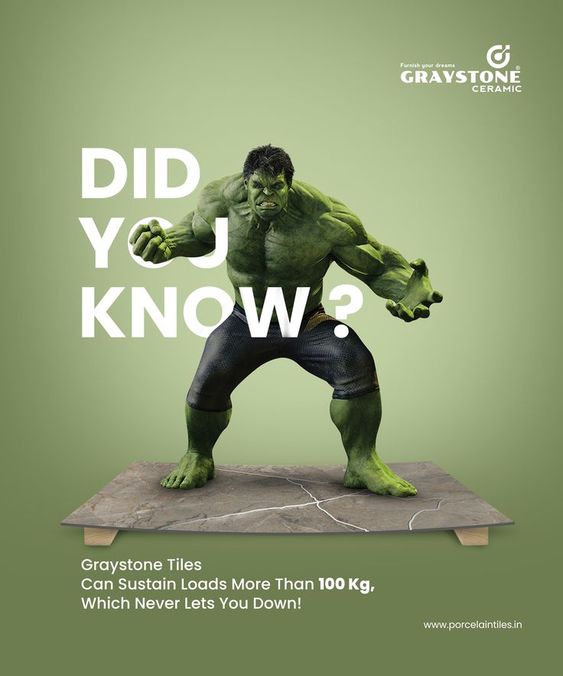 Furnish your dreams
GRAYSTONE®
CERAMIC
DID
YOU
KNOW?
Graystone Tiles
Can Sustain Loads More Than 100 Kg,
Which Never Lets You Down!
www.porcelaintiles.in